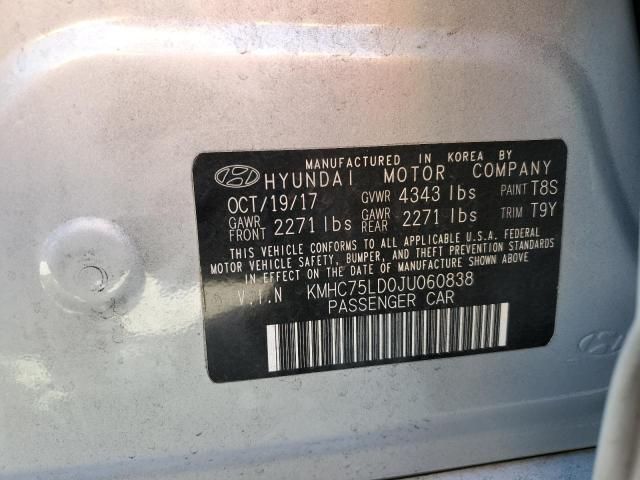 MANUFACTURED IN KOREA BY
HYUNDAI MOTOR COMPANY
OCT/19/17 GVWR 4343 lbs PAINT T8S
GAWR FRONT 2271 lbs GAWR REAR 2271 lbs TRIM T9Y
THIS VEHICLE CONFORMS TO ALL APPLICABLE U.S.A. FEDERAL
MOTOR VEHICLE SAFETY, BUMPER, AND THEFT PREVENTION STANDARDS
IN EFFECT ON THE DATE OF MANUFACTURE SHOWN ABOVE.
V.I.N KMHC75LD0JU060838
PASSENGER CAR